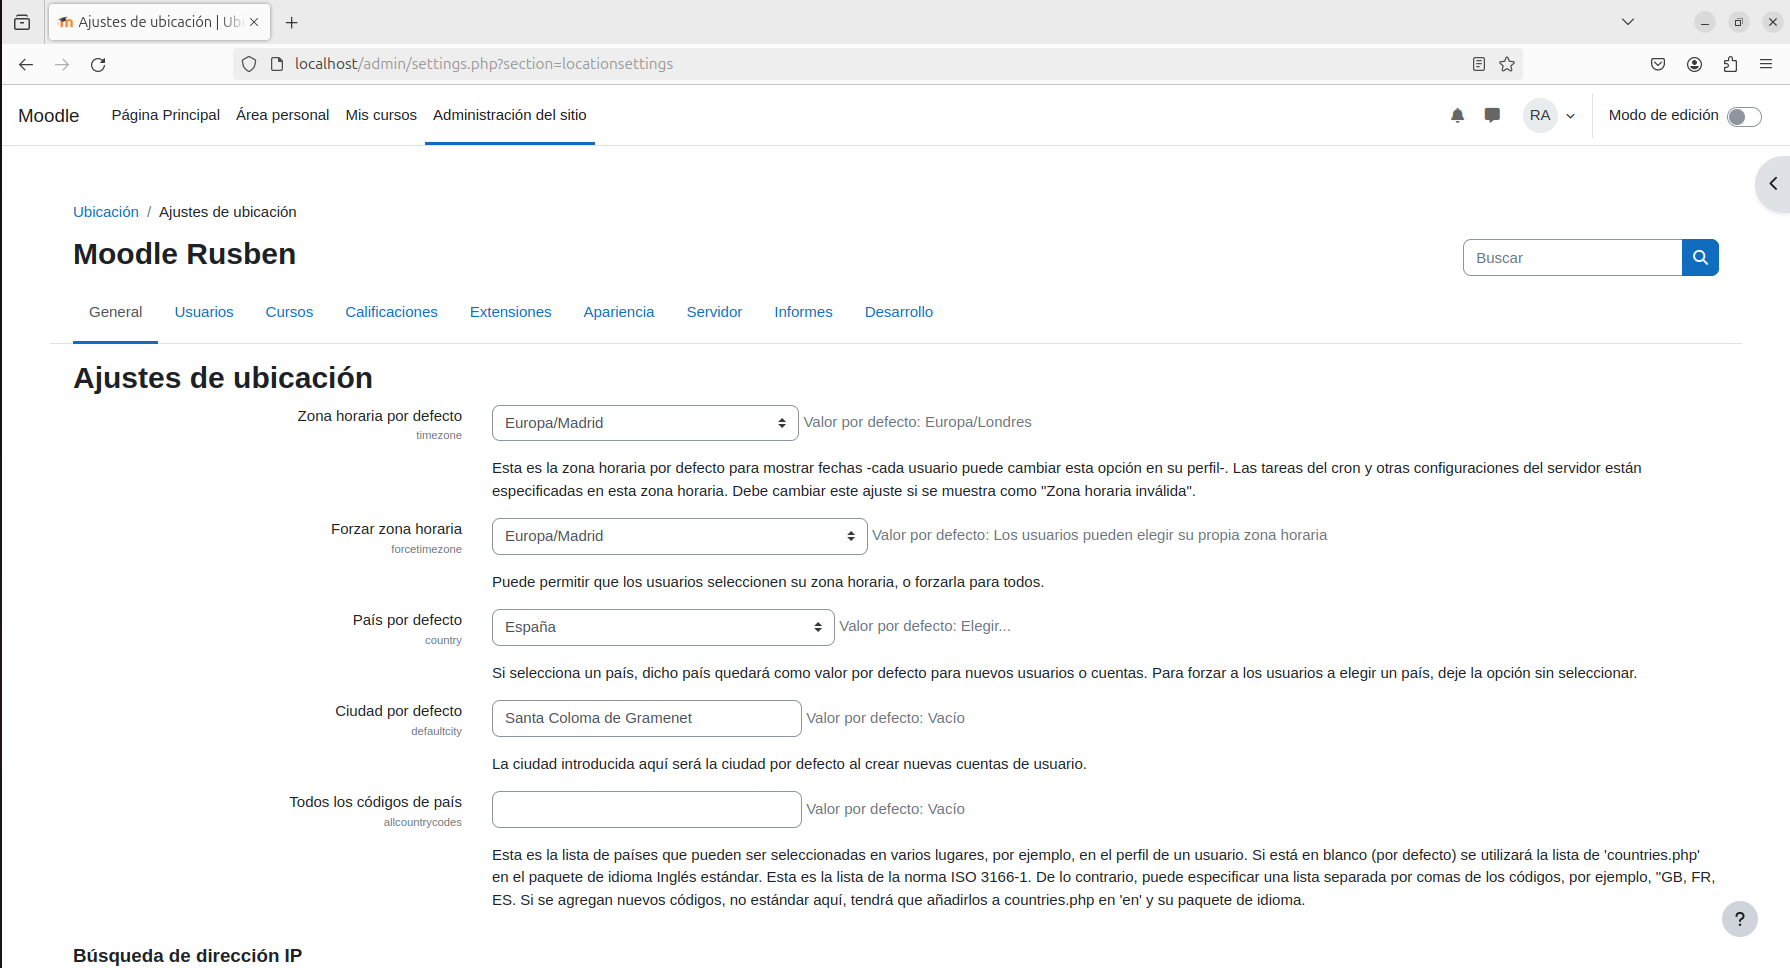 Ajustes de ubicación | Ub
localhost/admin/settings.php?section=locationsettings
Moodle Página Principal Área personal Mis cursos Administración del sitio RA Modo de edición
Ubicación / Ajustes de ubicación
Moodle Rusben
Buscar
General Usuarios Cursos Calificaciones Extensiones Apariencia Servidor Informes Desarrollo
Ajustes de ubicación
Zona horaria por defecto Europa/Madrid Valor por defecto: Europa/Londres
timezone
Esta es la zona horaria por defecto para mostrar fechas -cada usuario puede cambiar esta opción en su perfil-. Las tareas del cron y otras configuraciones del servidor están
especificadas en esta zona horaria. Debe cambiar este ajuste si se muestra como "Zona horaria inválida".
Forzar zona horaria Europa/Madrid Valor por defecto: Los usuarios pueden elegir su propia zona horaria
forcetimezone
Puede permitir que los usuarios seleccionen su zona horaria, o forzarla para todos.
País por defecto España Valor por defecto: Elegir...
country
Si selecciona un país, dicho país quedará como valor por defecto para nuevos usuarios o cuentas. Para forzar a los usuarios a elegir un país, deje la opción sin seleccionar.
Ciudad por defecto Santa Coloma de Gramenet Valor por defecto: Vacío
defaultcity
La ciudad introducida aquí será la ciudad por defecto al crear nuevas cuentas de usuario.
Todos los códigos de país Valor por defecto: Vacío
allcountrycodes
Esta es la lista de países que pueden ser seleccionadas en varios lugares, por ejemplo, en el perfil de un usuario. Si está en blanco (por defecto) se utilizará la lista de 'countries.php'
en el paquete de idioma Inglés estándar. Esta es la lista de la norma ISO 3166-1. De lo contrario, puede especificar una lista separada por comas de los códigos, por ejemplo, "GB, FR,
ES. Si se agregan nuevos códigos, no estándar aquí, tendrá que añadirlos a countries.php en 'en' y su paquete de idioma.
?
Búsqueda de dirección IP